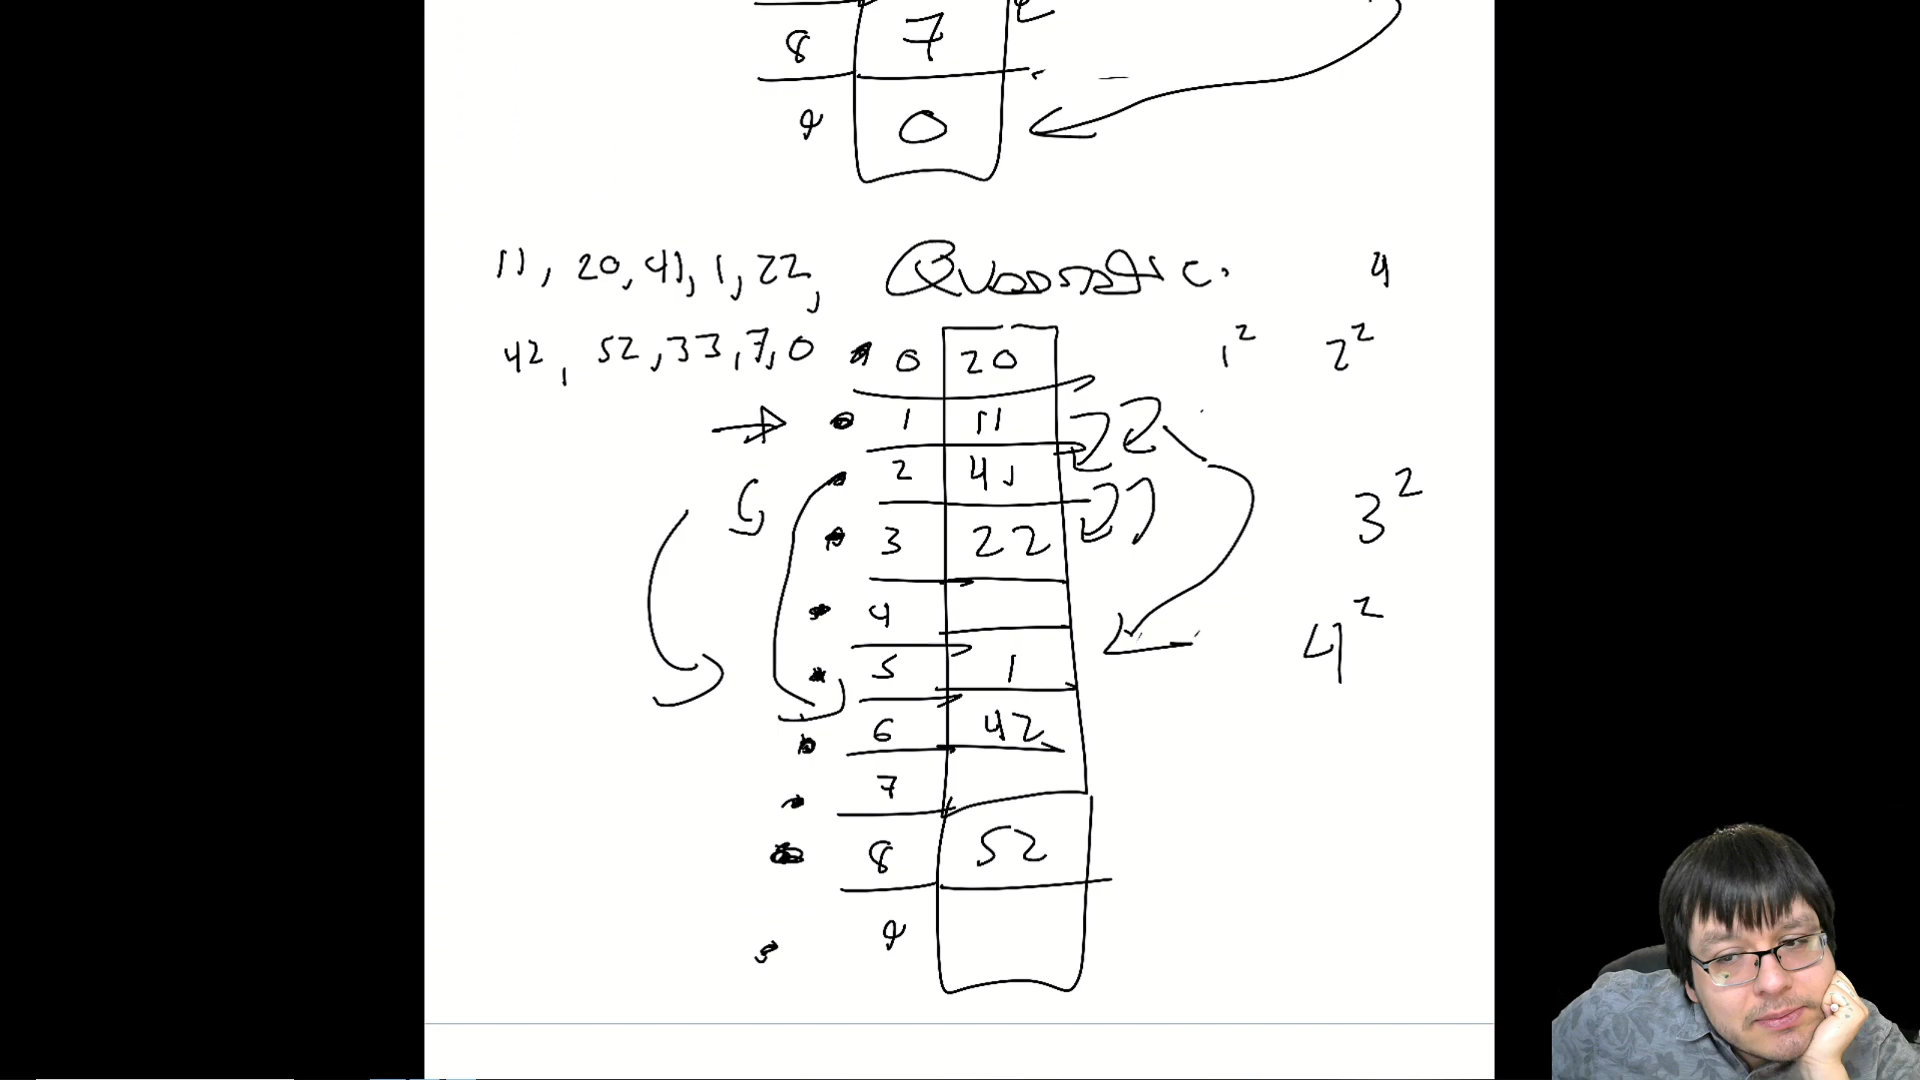 8 7
9 0
11, 20, 41, 1, 22, Quadratic. 4
42, 52, 33, 7, 0
0 20 1² 2²
1 11 22
2 41
3 22 3²
4 4²
5 1
6 42
7
8 52
9